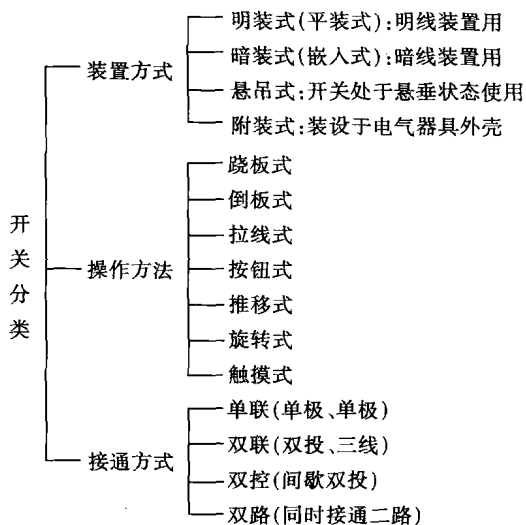 开关分类
装置方式
明装式(平装式):明线装置用
暗装式(嵌入式):暗线装置用
悬吊式:开关处于悬垂状态使用
附装式:装设于电气器具外壳
操作方法
跷板式
倒板式
拉线式
按钮式
推移式
旋转式
触摸式
接通方式
单联(单极、单极)
双联(双投、三线)
双控(间歇双投)
双路(同时接通二路)